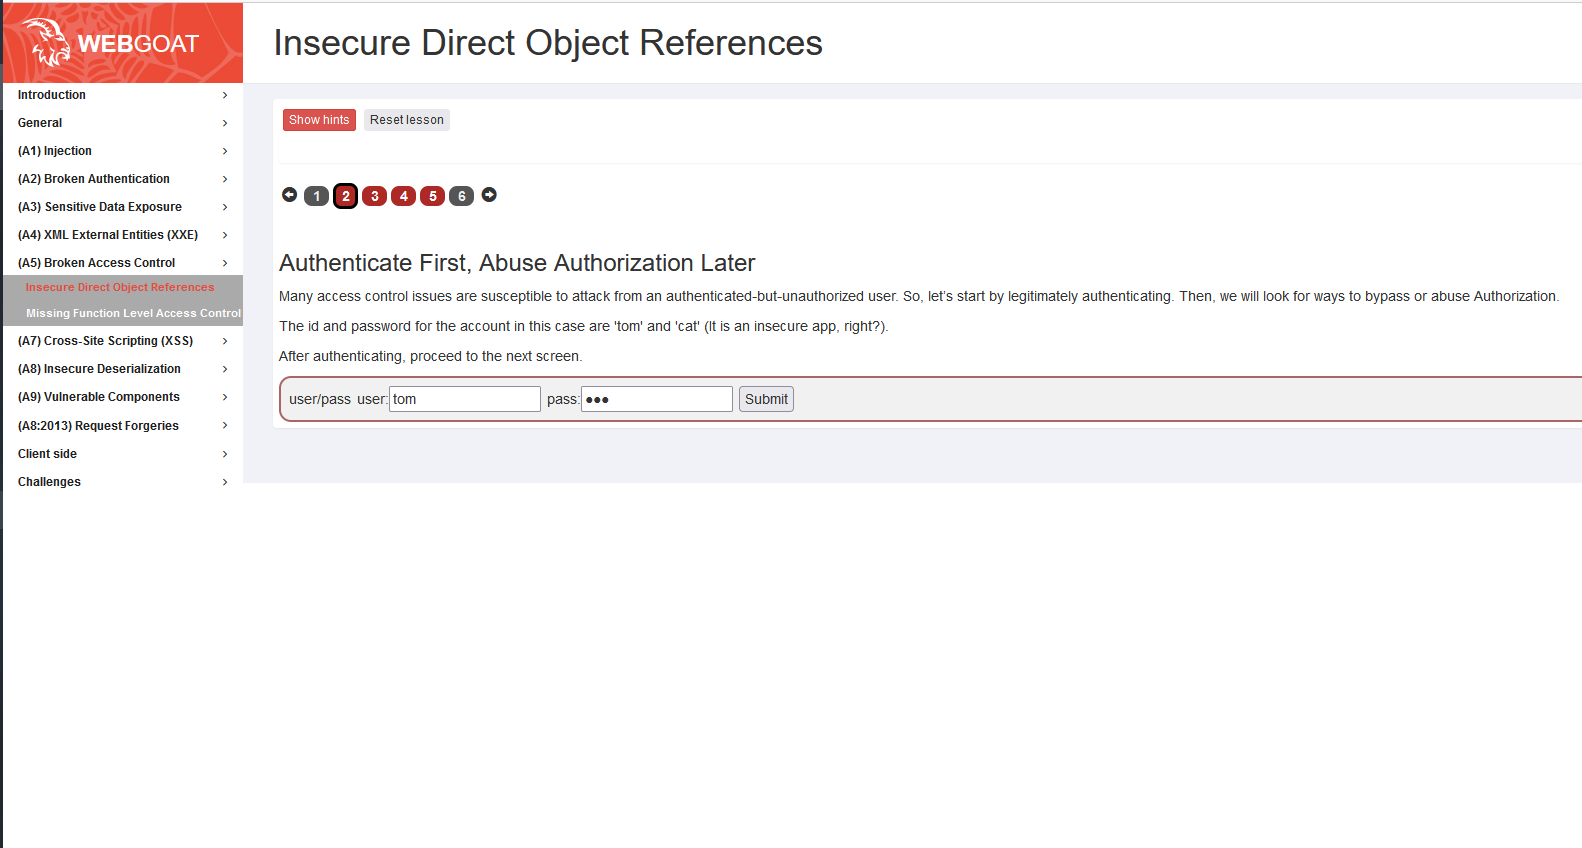 WEBGOAT
Insecure Direct Object References
Introduction
General
(A1) Injection
(A2) Broken Authentication
(A3) Sensitive Data Exposure
(A4) XML External Entities (XXE)
(A5) Broken Access Control
Insecure Direct Object References
Missing Function Level Access Control
(A7) Cross-Site Scripting (XSS)
(A8) Insecure Deserialization
(A9) Vulnerable Components
(A8:2013) Request Forgeries
Client side
Challenges
Show hints Reset lesson
1 2 3 4 5 6
Authenticate First, Abuse Authorization Later
Many access control issues are susceptible to attack from an authenticated-but-unauthorized user. So, let’s start by legitimately authenticating. Then, we will look for ways to bypass or abuse Authorization.
The id and password for the account in this case are 'tom' and 'cat' (It is an insecure app, right?).
After authenticating, proceed to the next screen.
user/pass user: tom pass: ●●● Submit